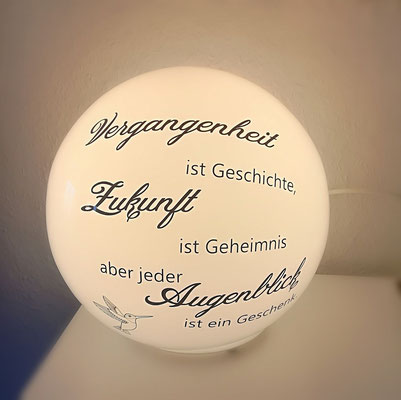 Vergangenheit
ist Geschichte,
Zukunft
ist Geheimnis
aber jeder
Augenblick,
ist ein Geschenk